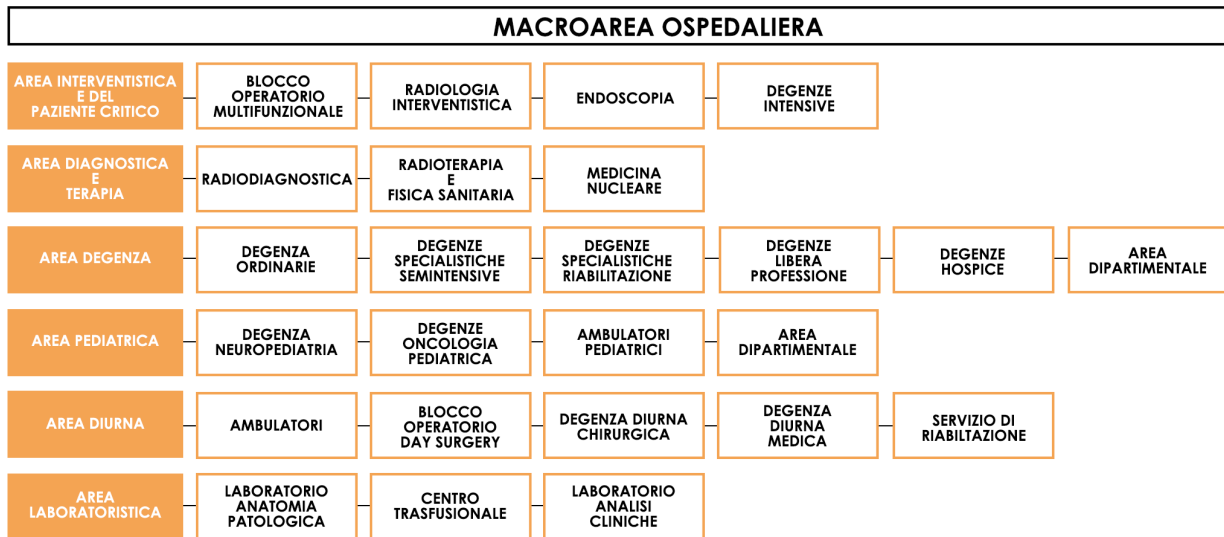 MACROAREA OSPEDALIERA
AREA INTERVENTISTICA
E DEL
PAZIENTE CRITICO
BLOCCO
OPERATORIO
MULTIFUNZIONALE
RADIOLOGIA
INTERVENTISTICA
ENDOSCOPIA
DEGENZE
INTENSIVE
AREA DIAGNOSTICA
E
TERAPIA
RADIODIAGNOSTICA
RADIOTERAPIA
E
FISICA SANITARIA
MEDICINA
NUCLEARE
AREA DEGENZA
DEGENZA
ORDINARIE
DEGENZE
SPECIALISTICHE
SEMINTENSIVE
DEGENZE
SPECIALISTICHE
RIABILITAZIONE
DEGENZE
LIBERA
PROFESSIONE
DEGENZE
HOSPICE
AREA
DIPARTIMENTALE
AREA PEDIATRICA
DEGENZA
NEUROPEDIATRIA
DEGENZE
ONCOLOGIA
PEDIATRICA
AMBULATORI
PEDIATRICI
AREA
DIPARTIMENTALE
AREA DIURNA
AMBULATORI
BLOCCO
OPERATORIO
DAY SURGERY
DEGENZA DIURNA
CHIRURGICA
DEGENZA
DIURNA
MEDICA
SERVIZIO DI
RIABILTAZIONE
AREA
LABORATORISTICA
LABORATORIO
ANATOMIA
PATOLOGICA
CENTRO
TRASFUSIONALE
LABORATORIO
ANALISI
CLINICHE